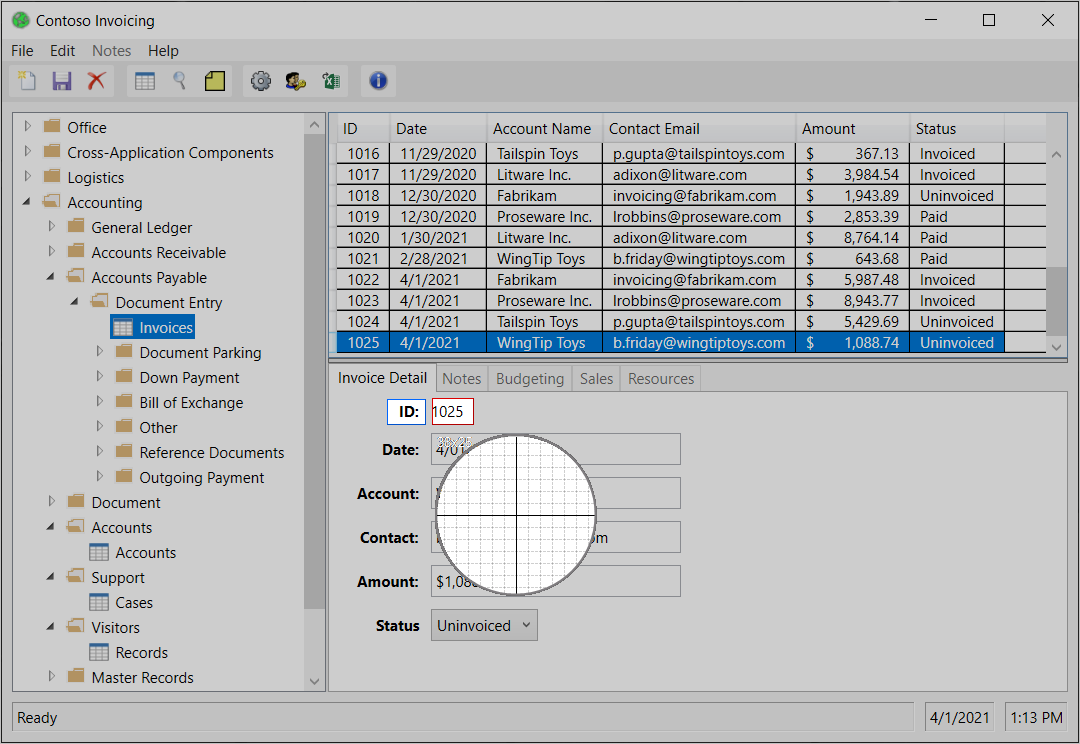 Contoso Invoicing
File Edit Notes Help
Office
Cross-Application Components
Logistics
Accounting
General Ledger
Accounts Receivable
Accounts Payable
Document Entry
Invoices
Document Parking
Down Payment
Bill of Exchange
Other
Reference Documents
Outgoing Payment
Document
Accounts
Accounts
Support
Cases
Visitors
Records
Master Records
ID Date Account Name Contact Email Amount Status
1016 11/29/2020 Tailspin Toys p.gupta@tailspintoys.com $ 367.13 Invoiced
1017 11/29/2020 Litware Inc. adixon@litware.com $ 3,984.54 Invoiced
1018 12/30/2020 Fabrikam invoicing@fabrikam.com $ 1,943.89 Uninvoiced
1019 12/30/2020 Proseware Inc. lrobbins@proseware.com $ 2,853.39 Paid
1020 1/30/2021 Litware Inc. adixon@litware.com $ 8,764.14 Paid
1021 2/28/2021 WingTip Toys b.friday@wingtiptoys.com $ 643.68 Paid
1022 4/1/2021 Fabrikam invoicing@fabrikam.com $ 5,987.48 Invoiced
1023 4/1/2021 Proseware Inc. lrobbins@proseware.com $ 8,943.77 Invoiced
1024 4/1/2021 Tailspin Toys p.gupta@tailspintoys.com $ 5,429.69 Uninvoiced
1025 4/1/2021 WingTip Toys b.friday@wingtiptoys.com $ 1,088.74 Uninvoiced
Invoice Detail Notes Budgeting Sales Resources
ID: 1025
Date: 4/01
Account:
Contact: om
Amount: $1,08
Status Uninvoiced
Ready 4/1/2021 1:13 PM